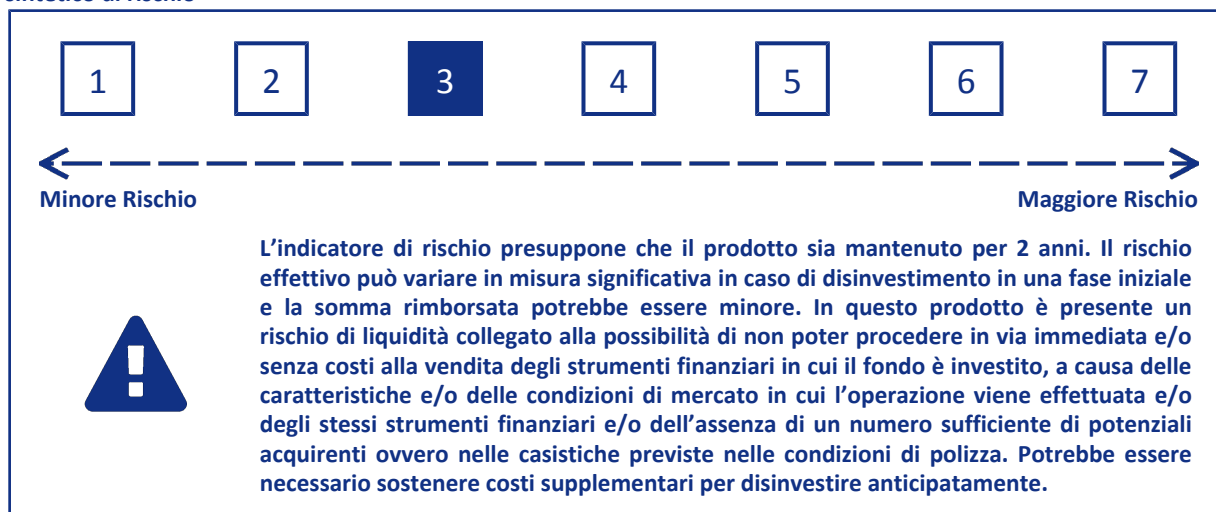 sintetico di rischio
1 2 3 4 5 6 7
Minore Rischio Maggiore Rischio
L’indicatore di rischio presuppone che il prodotto sia mantenuto per 2 anni. Il rischio
effettivo può variare in misura significativa in caso di disinvestimento in una fase iniziale
e la somma rimborsata potrebbe essere minore. In questo prodotto è presente un
rischio di liquidità collegato alla possibilità di non poter procedere in via immediata e/o
senza costi alla vendita degli strumenti finanziari in cui il fondo è investito, a causa delle
caratteristiche e/o delle condizioni di mercato in cui l’operazione viene effettuata e/o
degli stessi strumenti finanziari e/o dell’assenza di un numero sufficiente di potenziali
acquirenti ovvero nelle casistiche previste nelle condizioni di polizza. Potrebbe essere
necessario sostenere costi supplementari per disinvestire anticipatamente.